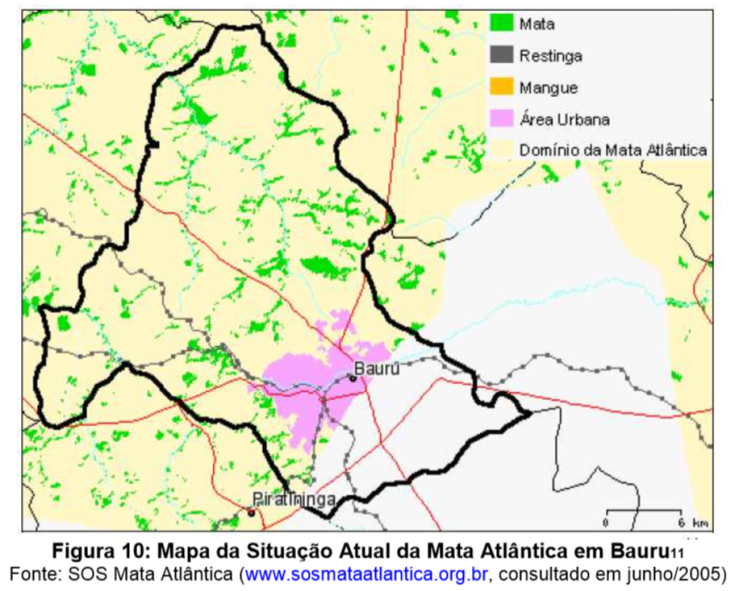 Mata
Restinga
Mangue
Área Urbana
Domínio da Mata Atlântica
Bauru
Piratininga
0 6 km
Figura 10: Mapa da Situação Atual da Mata Atlântica em Bauru11
Fonte: SOS Mata Atlântica (www.sosmataatlantica.org.br, consultado em junho/2005)